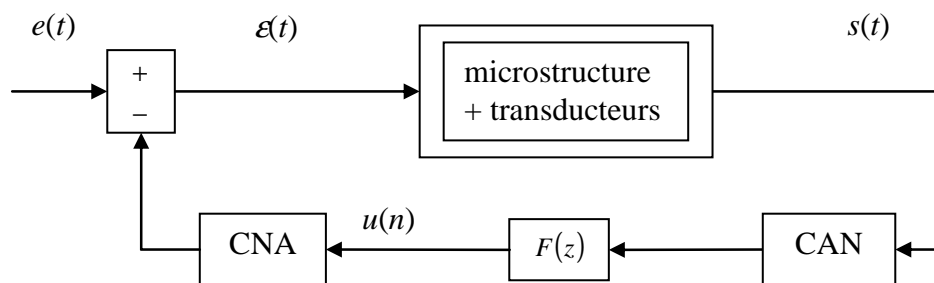 e(t)
ε(t)
s(t)
+
−
microstructure
+ transducteurs
u(n)
CNA
F(z)
CAN